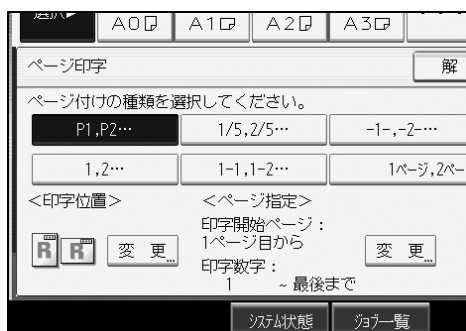 選択▶ A0 A1 A2 A3
ページ印字 解
ページ付けの種類を選択してください。
P1,P2… 1/5,2/5… -1-,-2-…
1,2… 1-1,1-2… 1ページ,2ペー
<印字位置> <ページ指定>
印字開始ページ:
R R 変 更 1ページ目から 変 更
印字数字:
1 ~ 最後まで
システム状態 ジョブ一覧